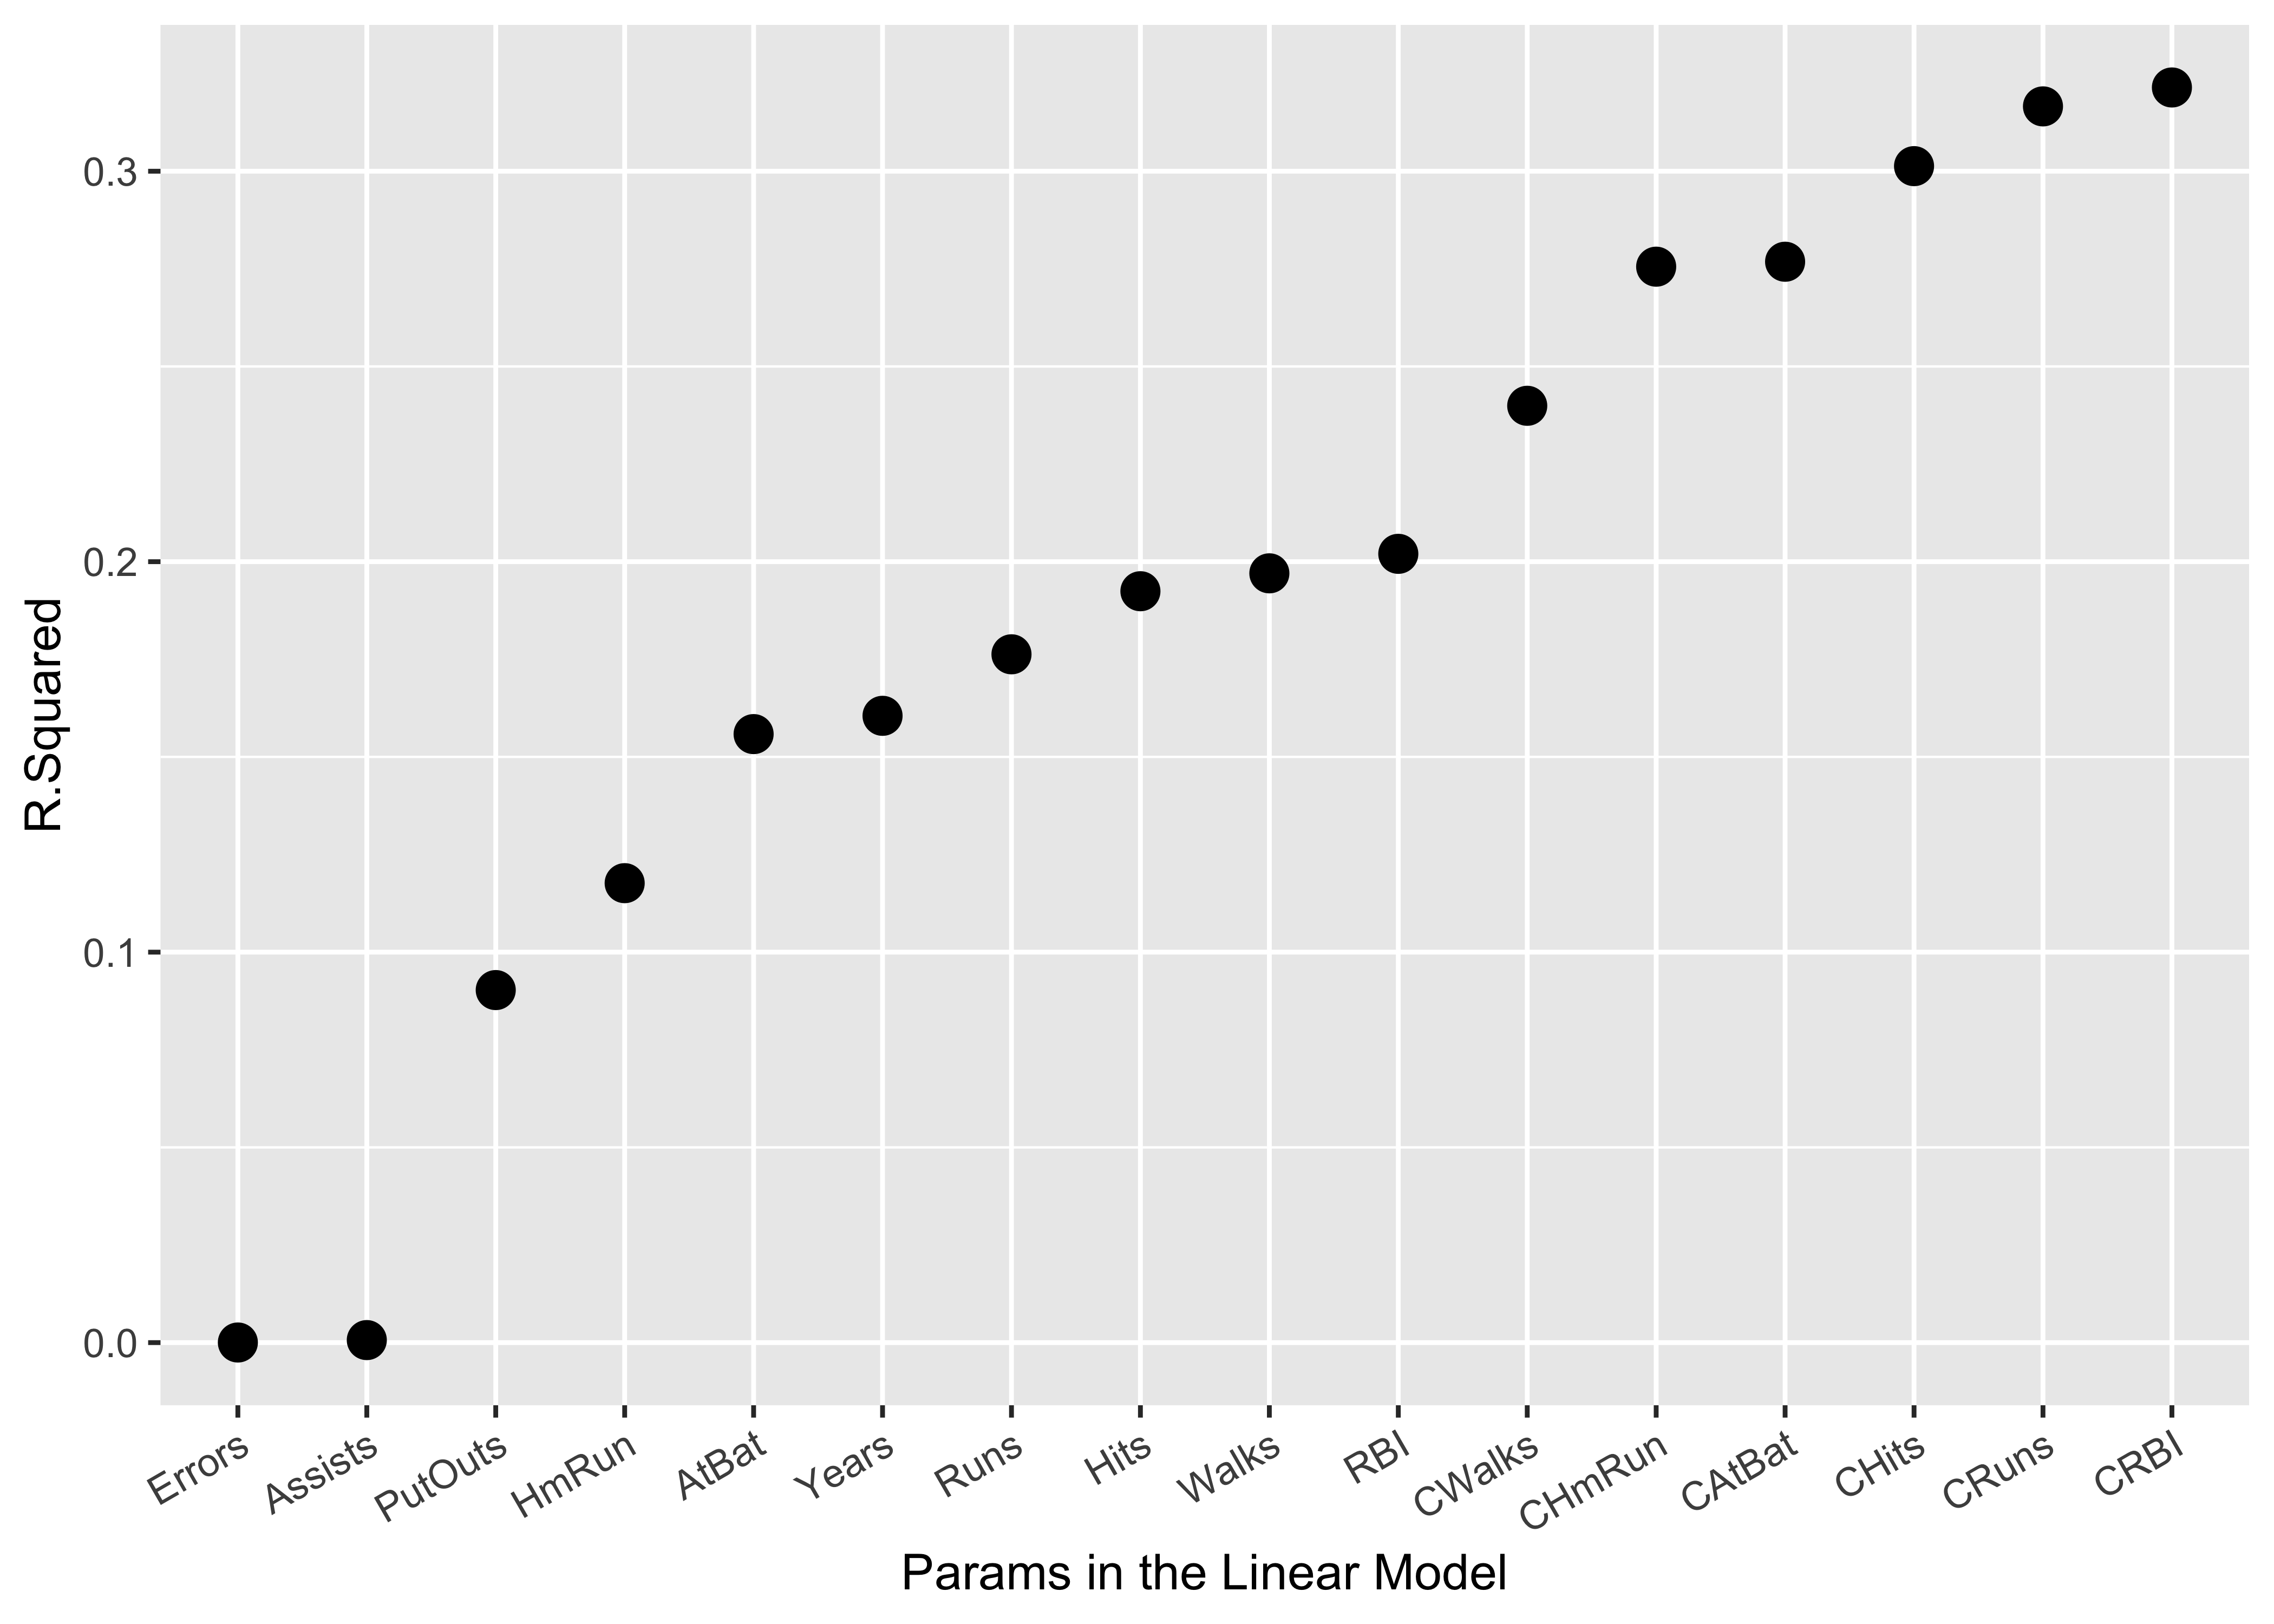 R.Squared
0.3
0.2
0.1
0.0
Errors
Assists
PutOuts
HmRun
AtBat
Years
Runs
Hits
Walks
RBI
CWalks
CHmRun
CAtBat
CHits
CRuns
CRBI
Params in the Linear Model